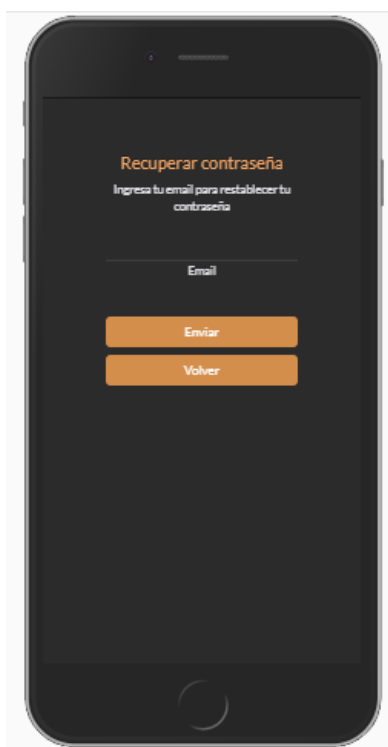 Recuperar contraseña
Ingresa tu email para restablecer tu
contraseña
Email
Enviar
Volver